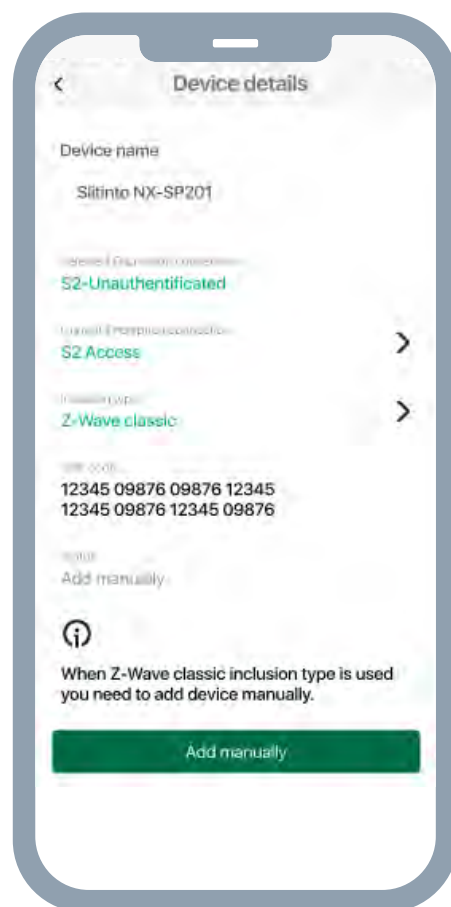 Device details
Device name
Slitinto NX-SP201
S2-Unauthentificated
S2 Access
Z-Wave classic
12345 09876 09876 12345
12345 09876 12345 09876
Add manually
When Z-Wave classic inclusion type is used
you need to add device manually.
Add manually